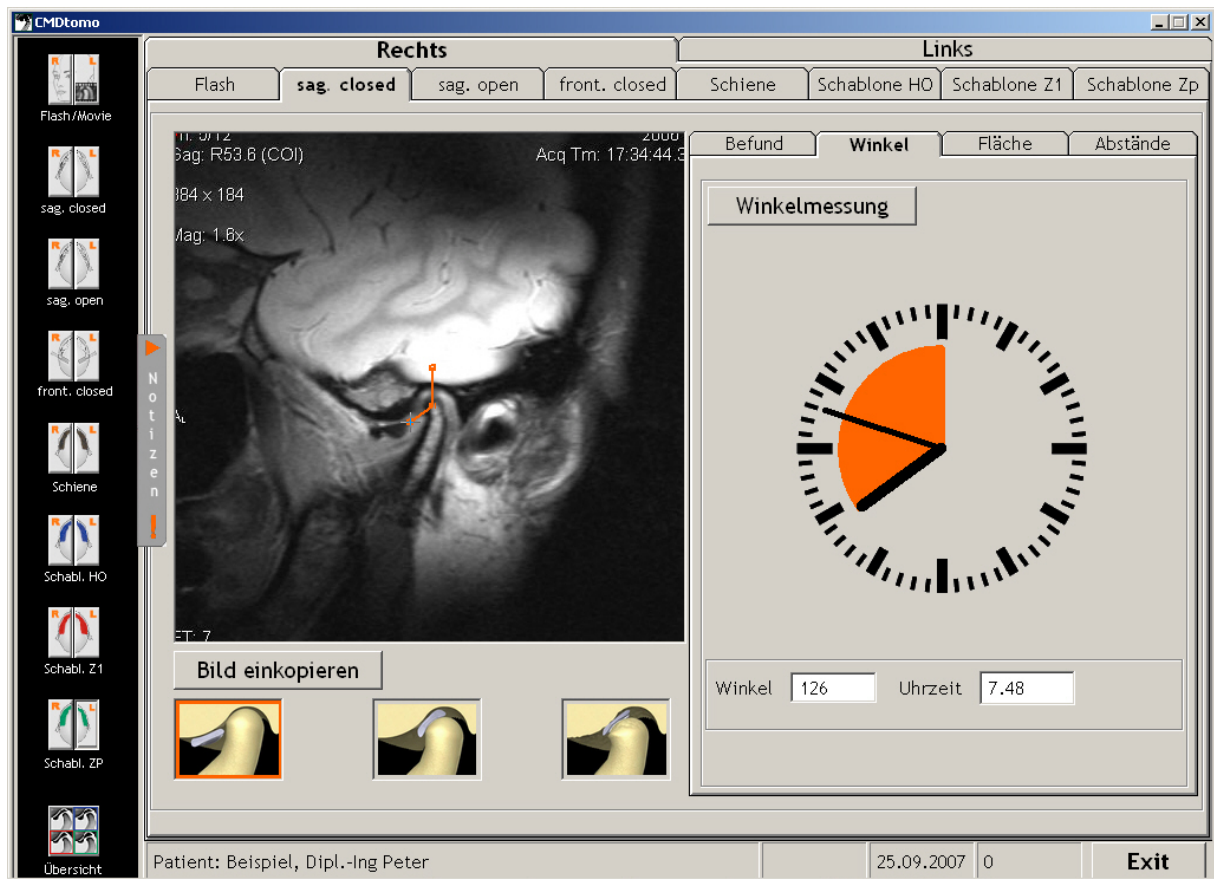 CMDtomo
Rechts
Links
Flash
sag. closed
sag. open
front. closed
Schiene
Schablone HO
Schablone Z1
Schablone Zp
R L
Flash/Movie
R L
sag. closed
R L
sag. open
R L
front. closed
R L
Schiene
R L
Schabl. HO
R L
Schabl. Z1
R L
Schabl. ZP
Übersicht
Notizen
2006
Sag: R53.6 (COI)
Acq Tm: 17:34:44.3
384 x 184
Mag: 1.6x
ET: 7
Bild einkopieren
Befund
Winkel
Fläche
Abstände
Winkelmessung
Winkel 126 Uhrzeit 7.48
Patient: Beispiel, Dipl.-Ing Peter
25.09.2007
0
Exit